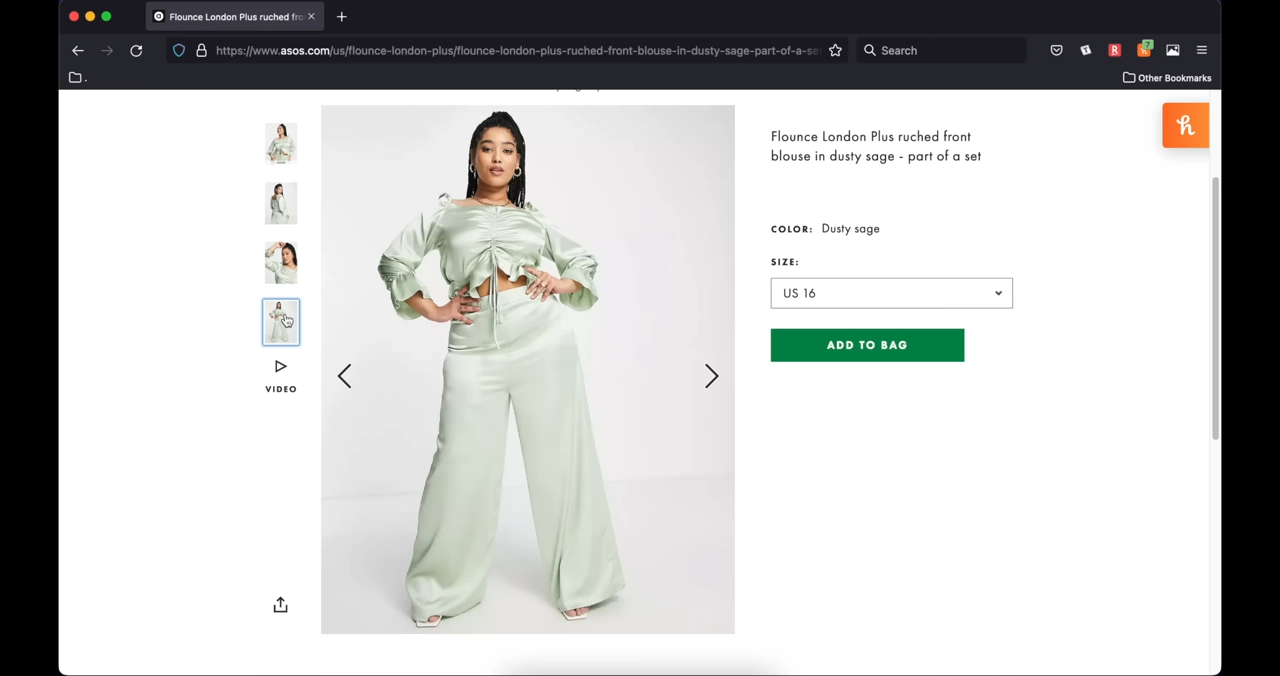 Flounce London Plus ruched fro
https://www.asos.com/us/flounce-london-plus/flounce-london-plus-ruched-front-blouse-in-dusty-sage-part-of-a-se
Search
R
7
.
Other Bookmarks
h
Flounce London Plus ruched front
blouse in dusty sage - part of a set
COLOR: Dusty sage
SIZE:
US 16
ADD TO BAG
VIDEO